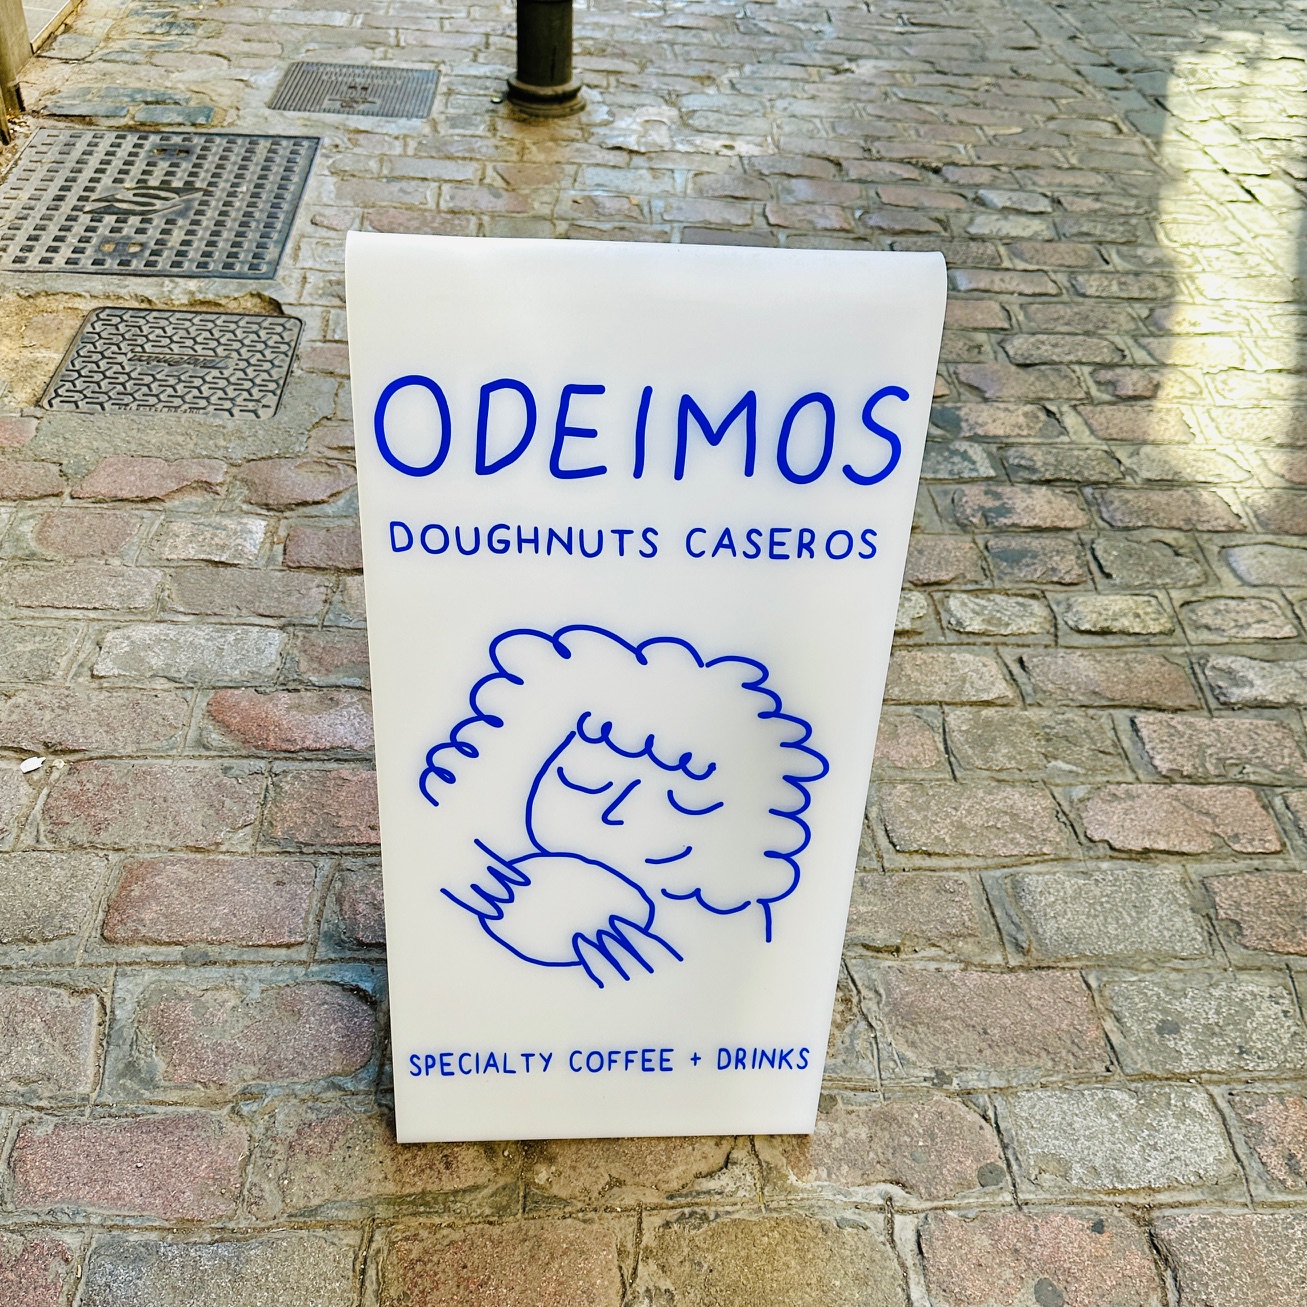 ODEIMOS
DOUGHNUTS CASEROS
SPECIALTY COFFEE + DRINKS